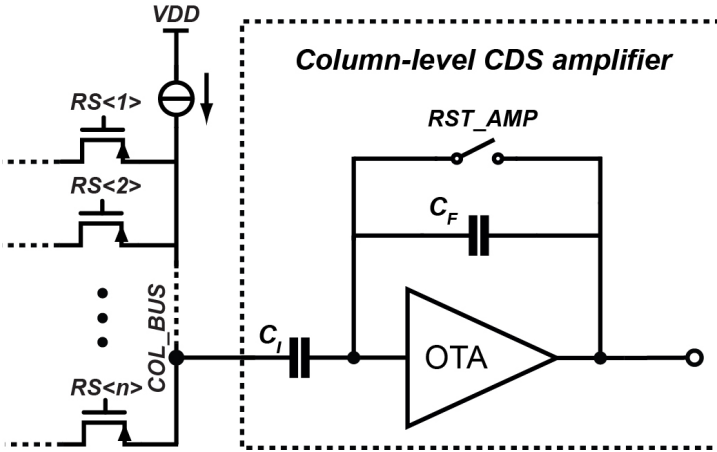 VDD
Column-level CDS amplifier
RS<1>
RST_AMP
RS<2>
C_F
COL_BUS
C_I
OTA
RS<n>